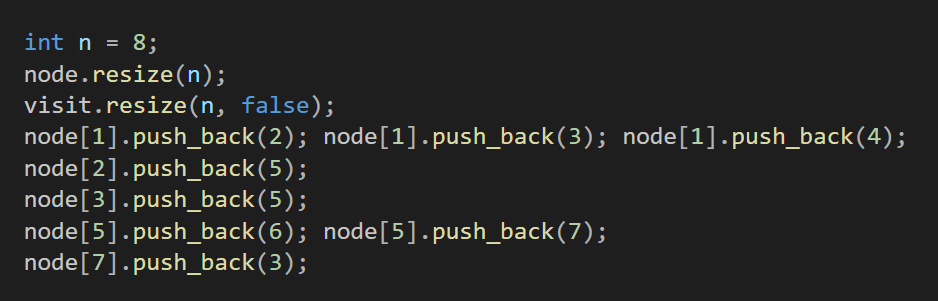 int n = 8;
node.resize(n);
visit.resize(n, false);
node[1].push_back(2); node[1].push_back(3); node[1].push_back(4);
node[2].push_back(5);
node[3].push_back(5);
node[5].push_back(6); node[5].push_back(7);
node[7].push_back(3);